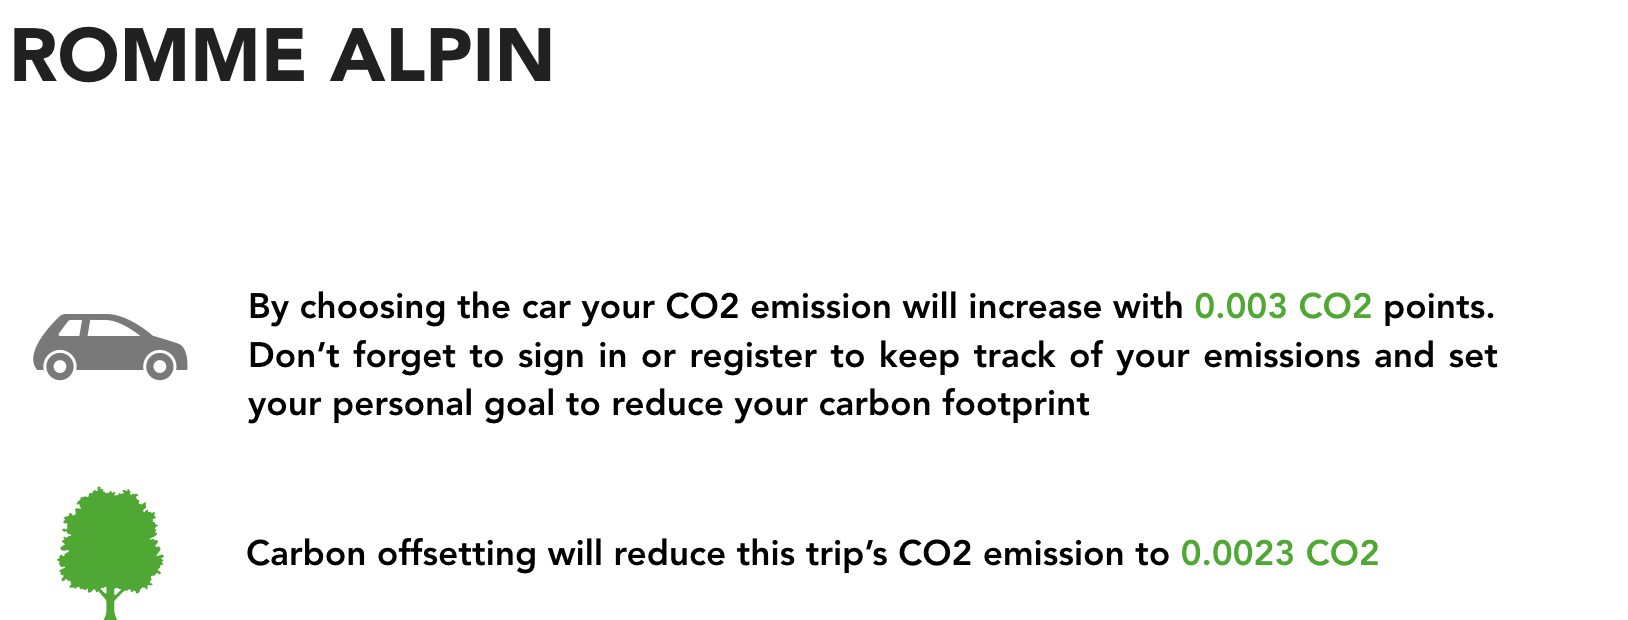 ROMME ALPIN
By choosing the car your CO2 emission will increase with 0.003 CO2 points.
Don’t forget to sign in or register to keep track of your emissions and set
your personal goal to reduce your carbon footprint
Carbon offsetting will reduce this trip’s CO2 emission to 0.0023 CO2